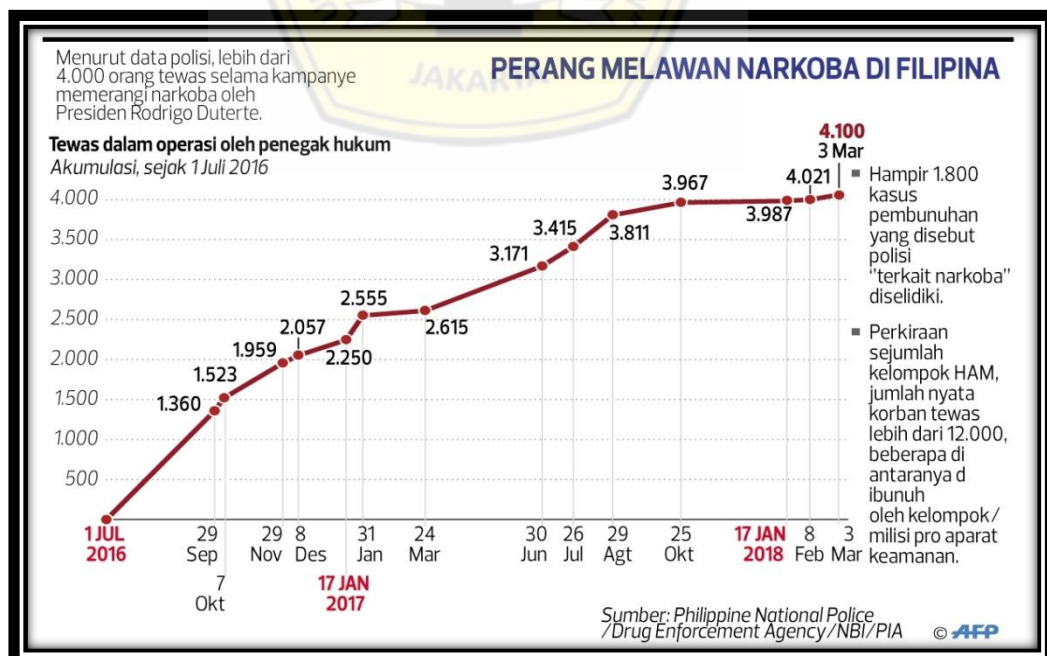 JAKARTA
Menurut data polisi, lebih dari
4.000 orang tewas selama kampanye
memerangi narkoba oleh
Presiden Rodrigo Duterte.
PERANG MELAWAN NARKOBA DI FILIPINA
Tewas dalam operasi oleh penegak hukum
Akumulasi, sejak 1 Juli 2016
4.000
3.500
3.000
2.500
2.000
1.500
1.000
500
1.360
1.523
1.959
2.057
2.250
2.555
2.615
3.171
3.415
3.811
3.967
3.987
4.021
4.100
3 Mar
1 JUL
2016
29
Sep
7
Okt
29
Nov
8
Des
17 JAN
2017
31
Jan
24
Mar
30
Jun
26
Jul
29
Agt
25
Okt
17 JAN
2018
8
Feb
3
Mar
Hampir 1.800
kasus
pembunuhan
yang disebut
polisi
"terkait narkoba"
diselidiki.
Perkiraan
sejumlah
kelompok HAM,
jumlah nyata
korban tewas
lebih dari 12.000,
beberapa di
antaranya d
ibunuh
oleh kelompok/
milisi pro aparat
keamanan.
Sumber: Philippine National Police
/Drug Enforcement Agency/NBI/PIA
© AFP